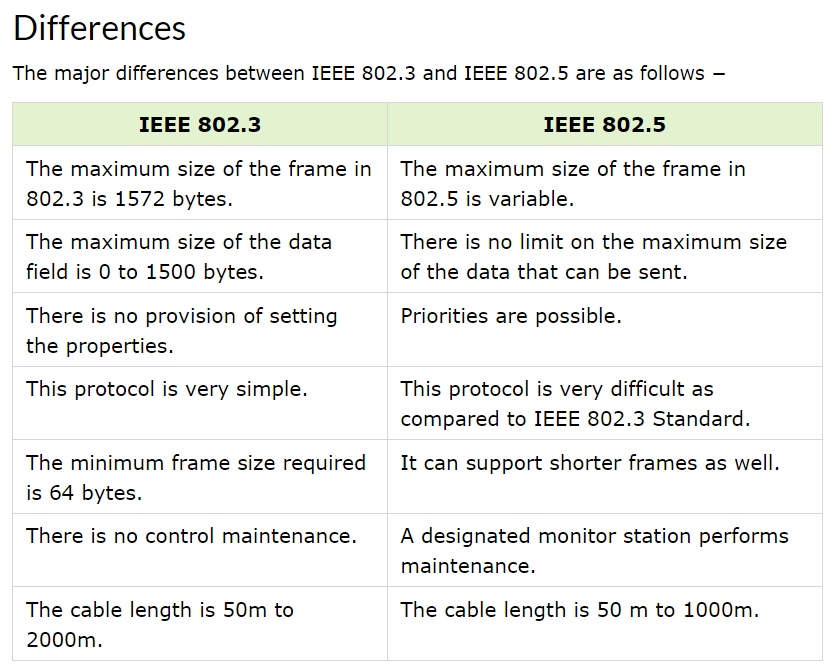 Differences
The major differences between IEEE 802.3 and IEEE 802.5 are as follows −
IEEE 802.3
IEEE 802.5
The maximum size of the frame in
802.3 is 1572 bytes.
The maximum size of the frame in
802.5 is variable.
The maximum size of the data
field is 0 to 1500 bytes.
There is no limit on the maximum size
of the data that can be sent.
There is no provision of setting
the properties.
Priorities are possible.
This protocol is very simple.
This protocol is very difficult as
compared to IEEE 802.3 Standard.
The minimum frame size required
is 64 bytes.
It can support shorter frames as well.
There is no control maintenance.
A designated monitor station performs
maintenance.
The cable length is 50m to
2000m.
The cable length is 50 m to 1000m.